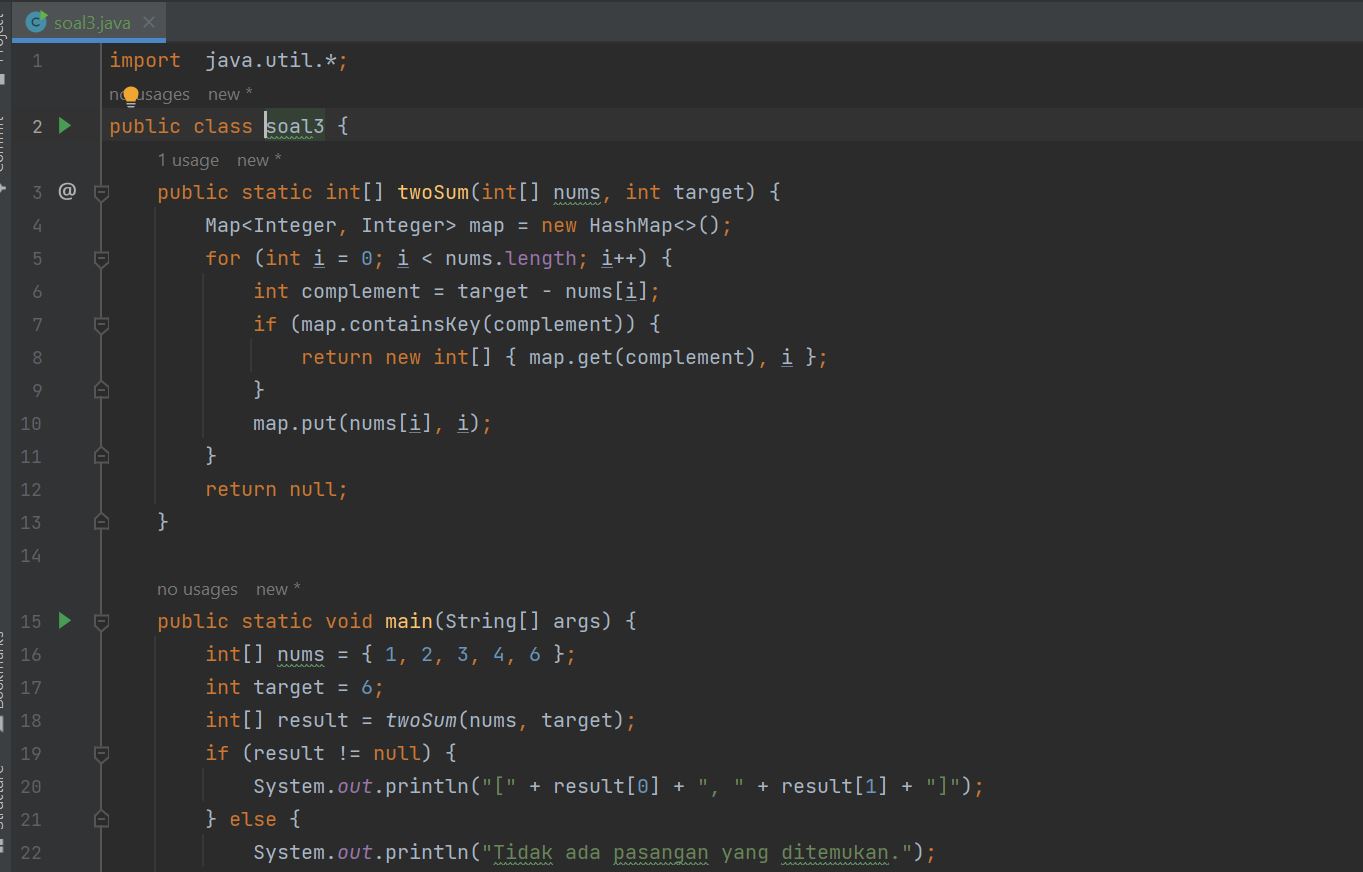 soal3.java
Project
Commit
Bookmarks
Structure
1 import  java.util.*;
no usages   new *
2 public class soal3 {
1 usage   new *
3 @ public static int[] twoSum(int[] nums, int target) {
4 Map<Integer, Integer> map = new HashMap<>();
5 for (int i = 0; i < nums.length; i++) {
6 int complement = target - nums[i];
7 if (map.containsKey(complement)) {
8 return new int[] { map.get(complement), i };
9 }
10 map.put(nums[i], i);
11 }
12 return null;
13 }
14
no usages   new *
15 public static void main(String[] args) {
16 int[] nums = { 1, 2, 3, 4, 6 };
17 int target = 6;
18 int[] result = twoSum(nums, target);
19 if (result != null) {
20 System.out.println("[" + result[0] + ", " + result[1] + "]");
21 } else {
22 System.out.println("Tidak ada pasangan yang ditemukan.");